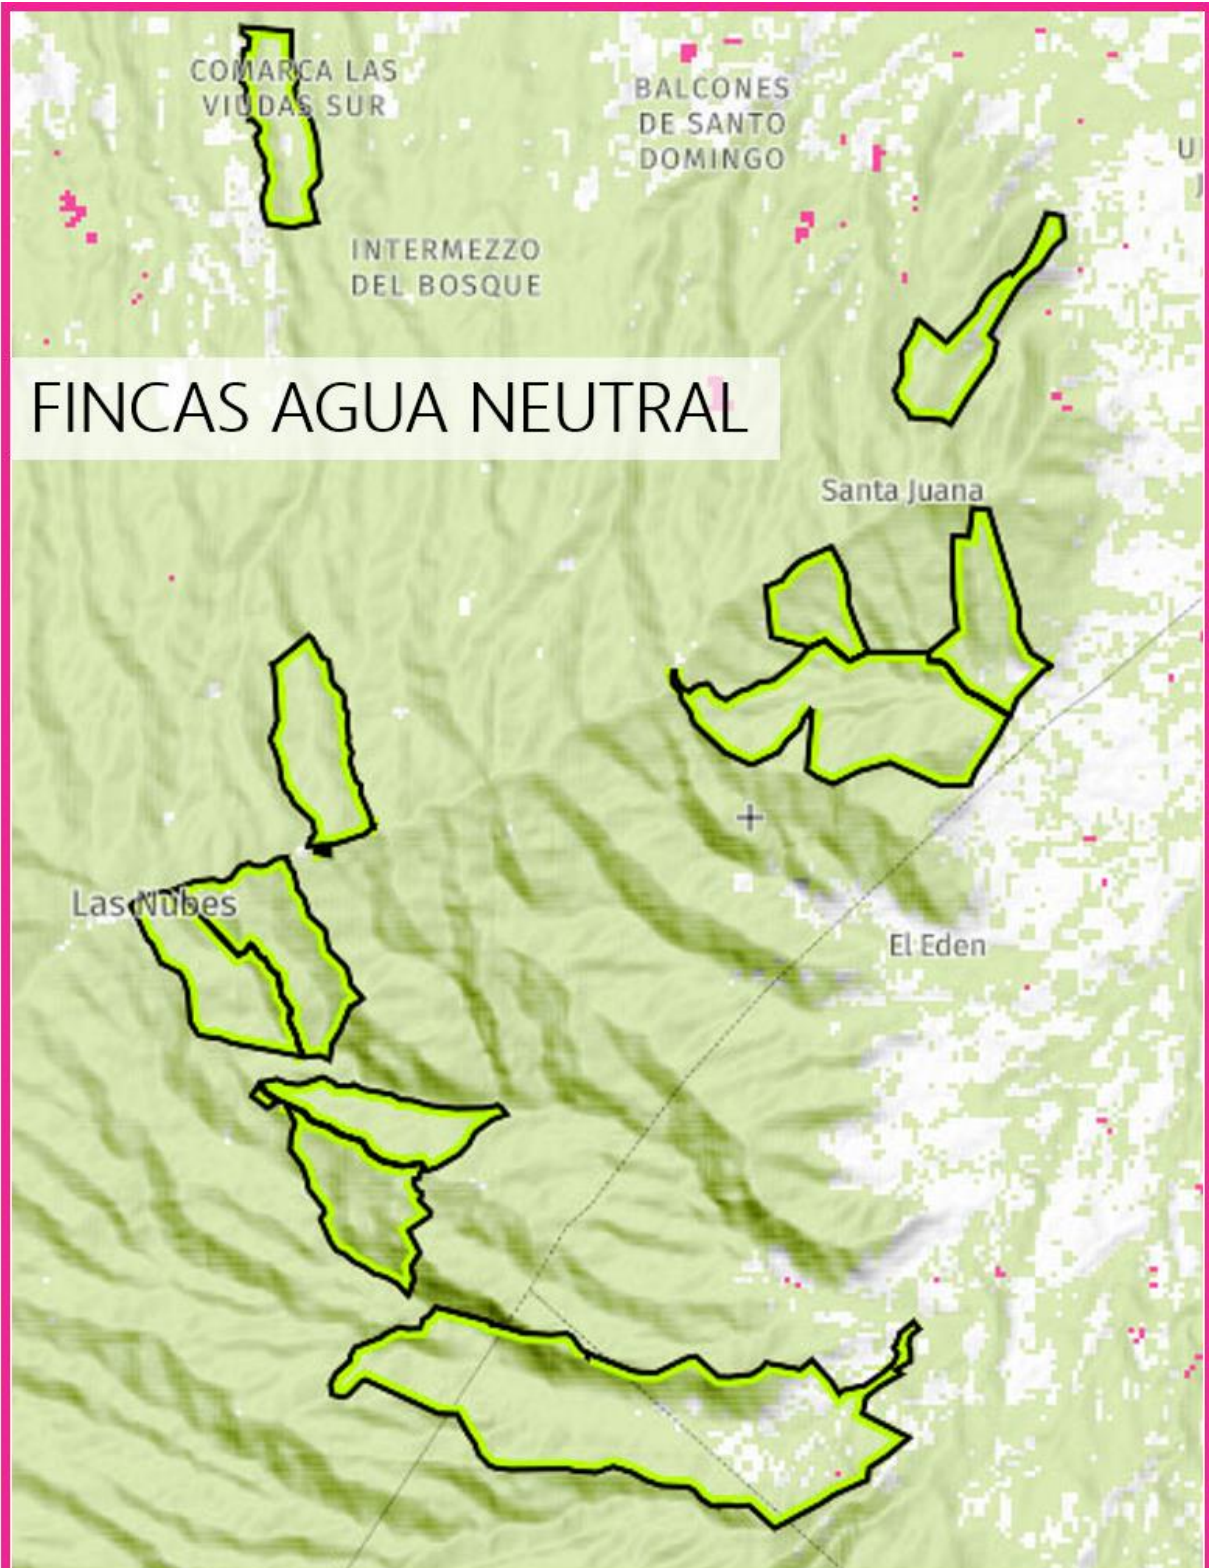 COMARCA LAS
VIUDAS SUR
BALCONES
DE SANTO
DOMINGO
INTERMEZZO
DEL BOSQUE
FINCAS AGUA NEUTRAL
Santa Juana
Las Nubes
El Eden